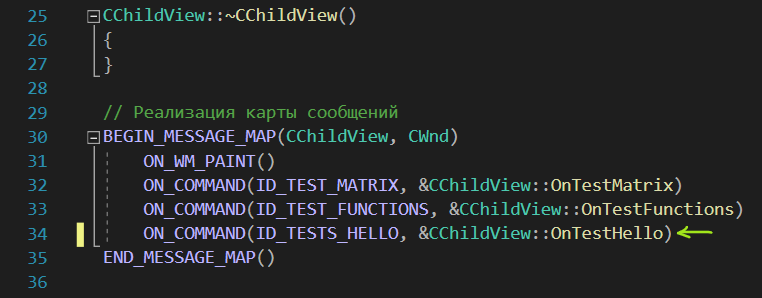 25 CChildView::~CChildView()
26 {
27 }
28
29 // Реализация карты сообщений
30 BEGIN_MESSAGE_MAP(CChildView, CWnd)
31 ON_WM_PAINT()
32 ON_COMMAND(ID_TEST_MATRIX, &CChildView::OnTestMatrix)
33 ON_COMMAND(ID_TEST_FUNCTIONS, &CChildView::OnTestFunctions)
34 ON_COMMAND(ID_TESTS_HELLO, &CChildView::OnTestHello)
35 END_MESSAGE_MAP()
36